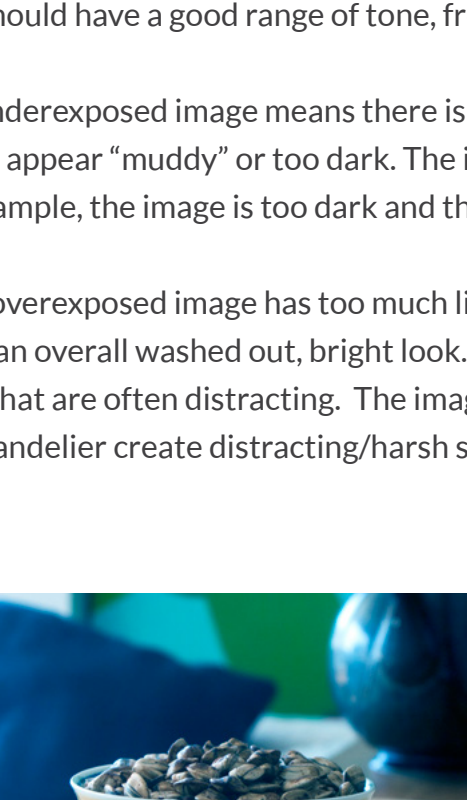 hould have a good range of tone, fr
nderexposed image means there is
appear “muddy” or too dark. The i
ample, the image is too dark and th
overexposed image has too much li
an overall washed out, bright look.
hat are often distracting.  The imag
andelier create distracting/harsh s